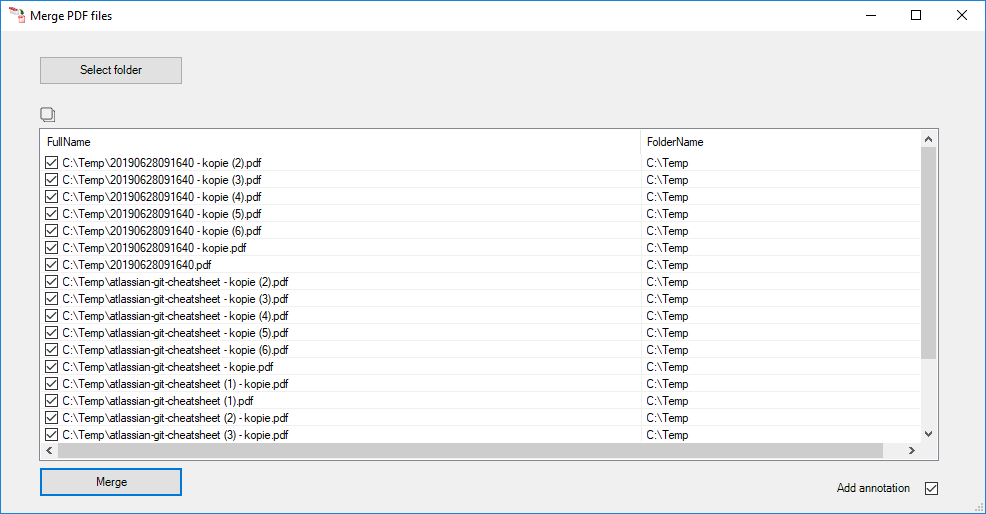 Merge PDF files
Select folder
FullName FolderName
C:\Temp\20190628091640 - kopie (2).pdf C:\Temp
C:\Temp\20190628091640 - kopie (3).pdf C:\Temp
C:\Temp\20190628091640 - kopie (4).pdf C:\Temp
C:\Temp\20190628091640 - kopie (5).pdf C:\Temp
C:\Temp\20190628091640 - kopie (6).pdf C:\Temp
C:\Temp\20190628091640 - kopie.pdf C:\Temp
C:\Temp\20190628091640.pdf C:\Temp
C:\Temp\atlassian-git-cheatsheet - kopie (2).pdf C:\Temp
C:\Temp\atlassian-git-cheatsheet - kopie (3).pdf C:\Temp
C:\Temp\atlassian-git-cheatsheet - kopie (4).pdf C:\Temp
C:\Temp\atlassian-git-cheatsheet - kopie (5).pdf C:\Temp
C:\Temp\atlassian-git-cheatsheet - kopie (6).pdf C:\Temp
C:\Temp\atlassian-git-cheatsheet - kopie.pdf C:\Temp
C:\Temp\atlassian-git-cheatsheet (1) - kopie.pdf C:\Temp
C:\Temp\atlassian-git-cheatsheet (1).pdf C:\Temp
C:\Temp\atlassian-git-cheatsheet (2) - kopie.pdf C:\Temp
C:\Temp\atlassian-git-cheatsheet (3) - kopie.pdf C:\Temp
Merge
Add annotation